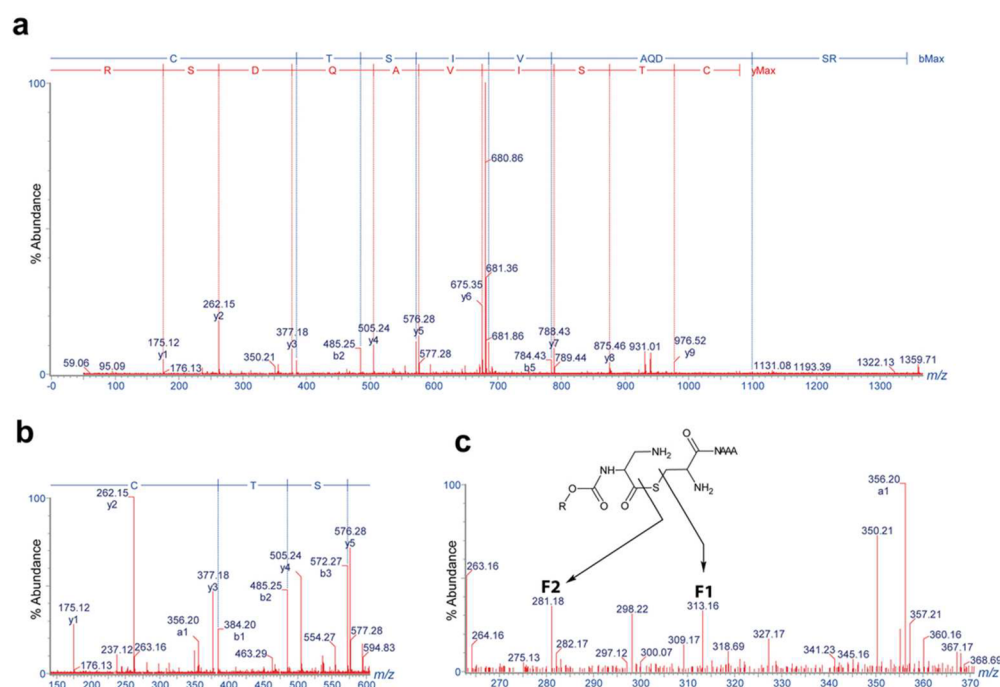 a
C T S I V AQD SR bMax
R S D Q A V I S T C yMax
100
% Abundance
0
680.86
681.36
675.35
y6
681.86
262.15
y2
175.12
y1
176.13
59.06
95.09
350.21
377.18
y3
485.25
b2
505.24
y4
576.28
y5
577.28
788.43
y7
784.43
b5
789.44
875.46
y8
931.01
976.52
y9
1131.08
1193.39
1322.13
1359.71
-0 100 200 300 400 500 600 700 800 900 1000 1100 1200 1300 m/z
b
C T S
100
% Abundance
0
262.15
y2
175.12
y1
176.13
237.12
263.16
356.20
a1
377.18
y3
384.20
b1
463.29
485.25
b2
505.24
y4
554.27
572.27
b3
576.28
y5
577.28
594.83
150 200 250 300 350 400 450 500 550 600 m/z
c
100
% Abundance
0
O
NH2
NH
R
O
O
O
S
NH2
F2
F1
263.16
264.16
275.13
281.18
282.17
297.12
298.22
300.07
309.17
313.16
318.69
327.17
341.23
345.16
350.21
356.20
a1
357.21
360.16
367.17
368.69
270 280 290 300 310 320 330 340 350 360 370
m/z